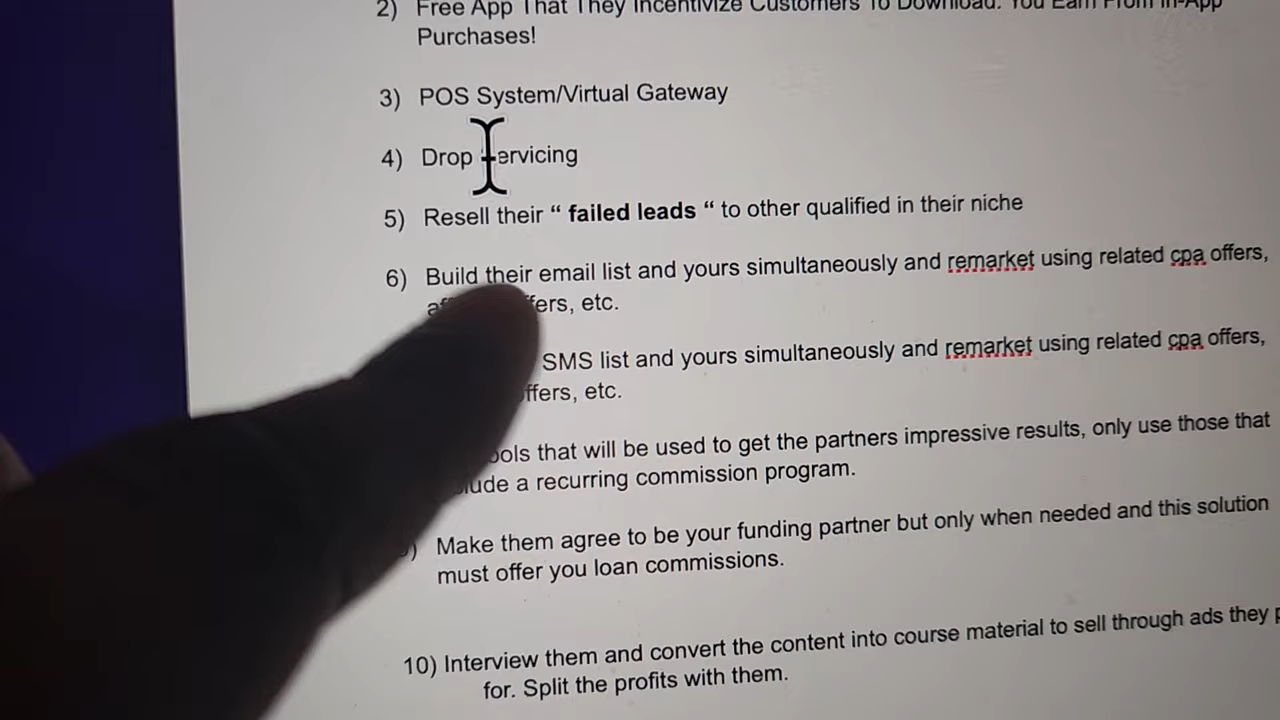 2) Free App That They Incentivize Customers To Download. You Earn From In-App
Purchases!
3) POS System/Virtual Gateway
4) Drop ervicing
5) Resell their “ failed leads “ to other qualified in their niche
6) Build their email list and yours simultaneously and remarket using related cpa offers,
etc.
SMS list and yours simultaneously and remarket using related cpa offers,
etc.
that will be used to get the partners impressive results, only use those that
a recurring commission program.
Make them agree to be your funding partner but only when needed and this solution
must offer you loan commissions.
10) Interview them and convert the content into course material to sell through ads they
for. Split the profits with them.